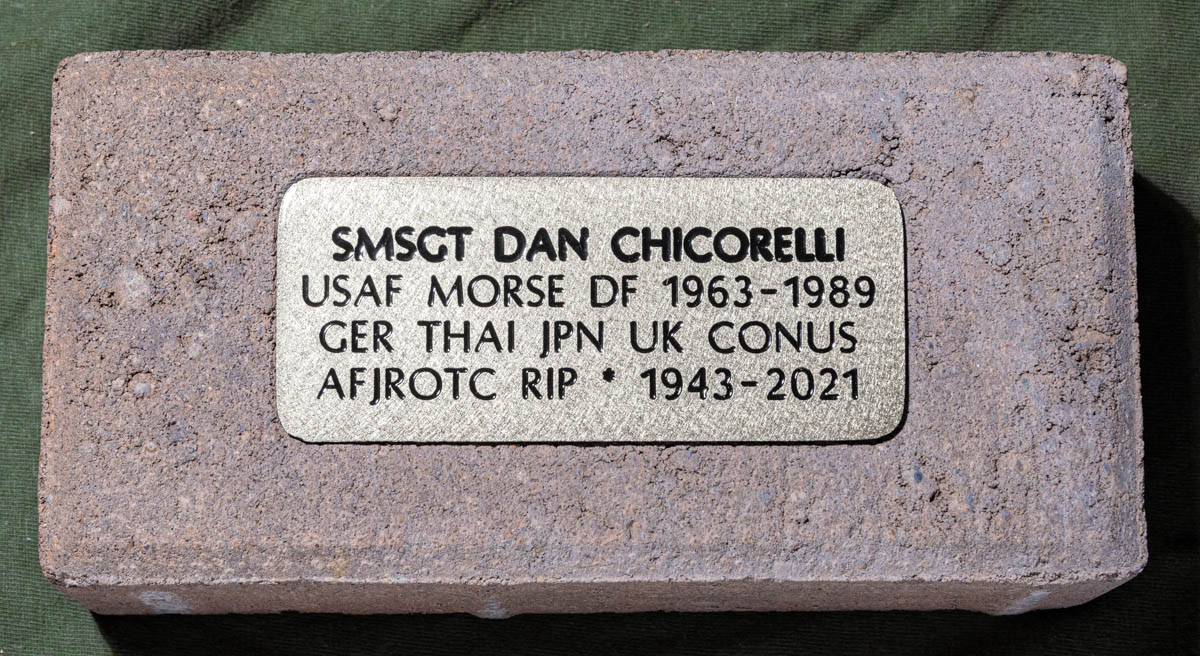 SMSGT DAN CHICORELLI
USAF MORSE DF 1963-1989
GER THAI JPN UK CONUS
AFJROTC RIP * 1943-2021